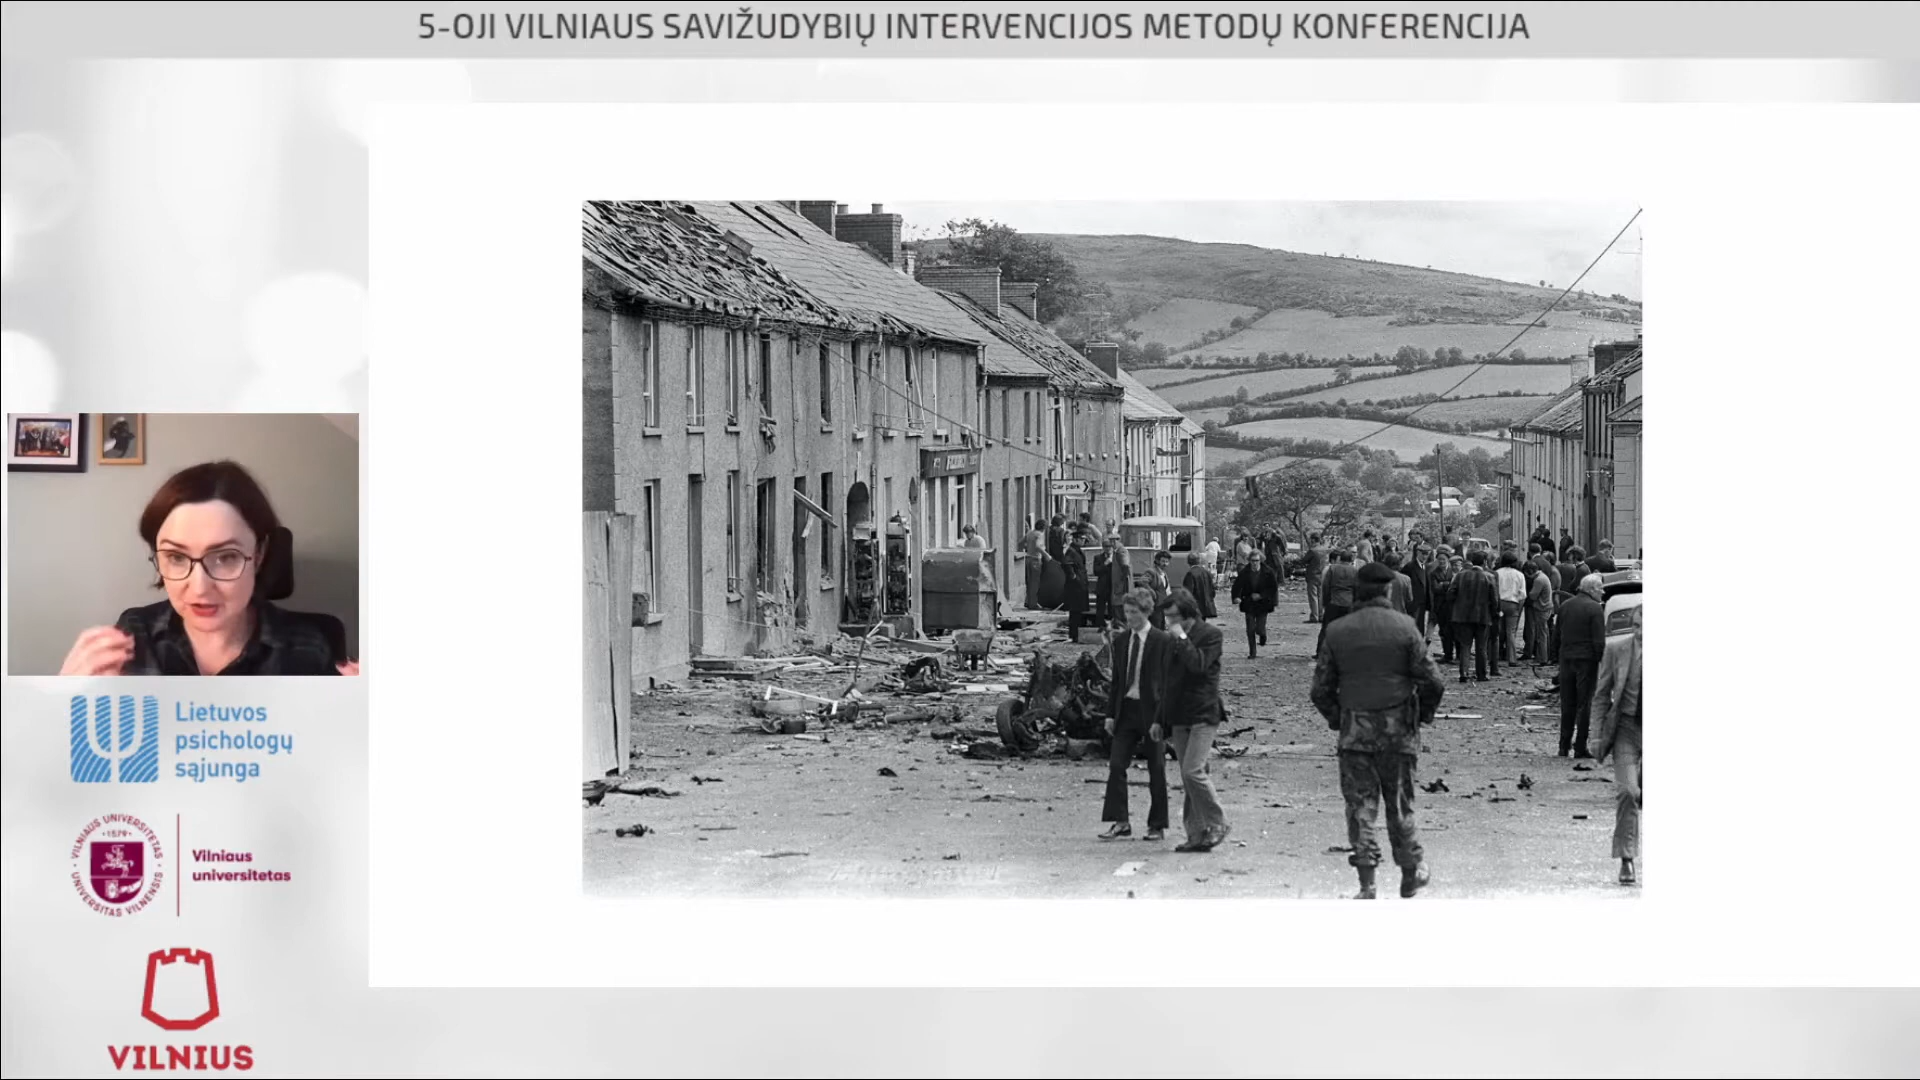 5-OJI VILNIAUS SAVIŽUDYBIŲ INTERVENCIJOS METODŲ KONFERENCIJA
Car park
Lietuvos
psichologų
sąjunga
VILNIAUS UNIVERSITETAS
1579
UNIVERSITAS VILNENSIS
Vilniaus
universitetas
VILNIUS